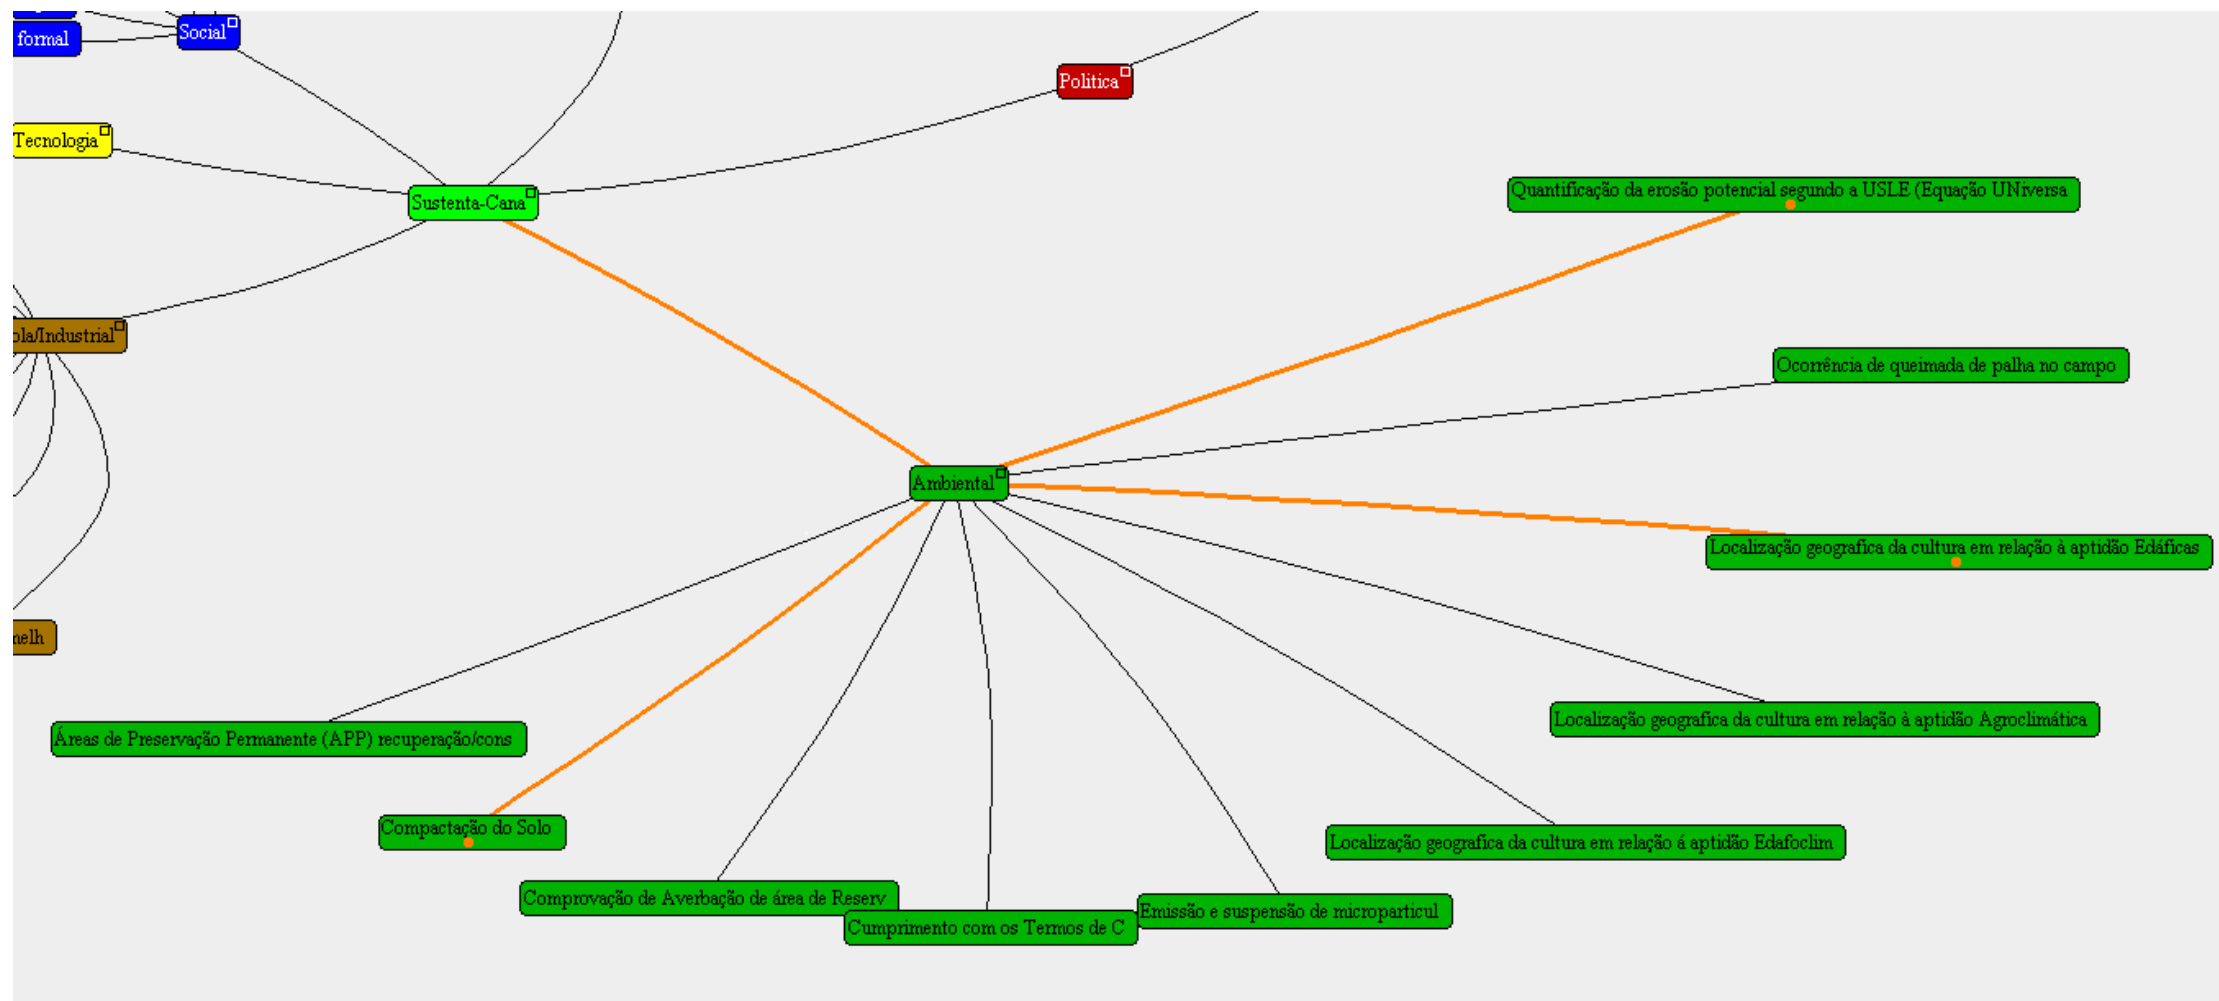 formal
Social
Politica
Tecnologia
Sustenta-Cana
Quantificação da erosão potencial segundo a USLE (Equação UNiversa
ola/Industrial
Ocorrência de queimada de palha no campo
Ambiental
Localização geografica da cultura em relação à aptidão Edáficas
nelh
Áreas de Preservação Permanente (APP) recuperação/cons
Localização geografica da cultura em relação à aptidão Agroclimática
Compactação do Solo
Localização geografica da cultura em relação á aptidão Edafoclim
Comprovação de Averbação de área de Reserv
Emissão e suspensão de microparticul
Cumprimento com os Termos de C